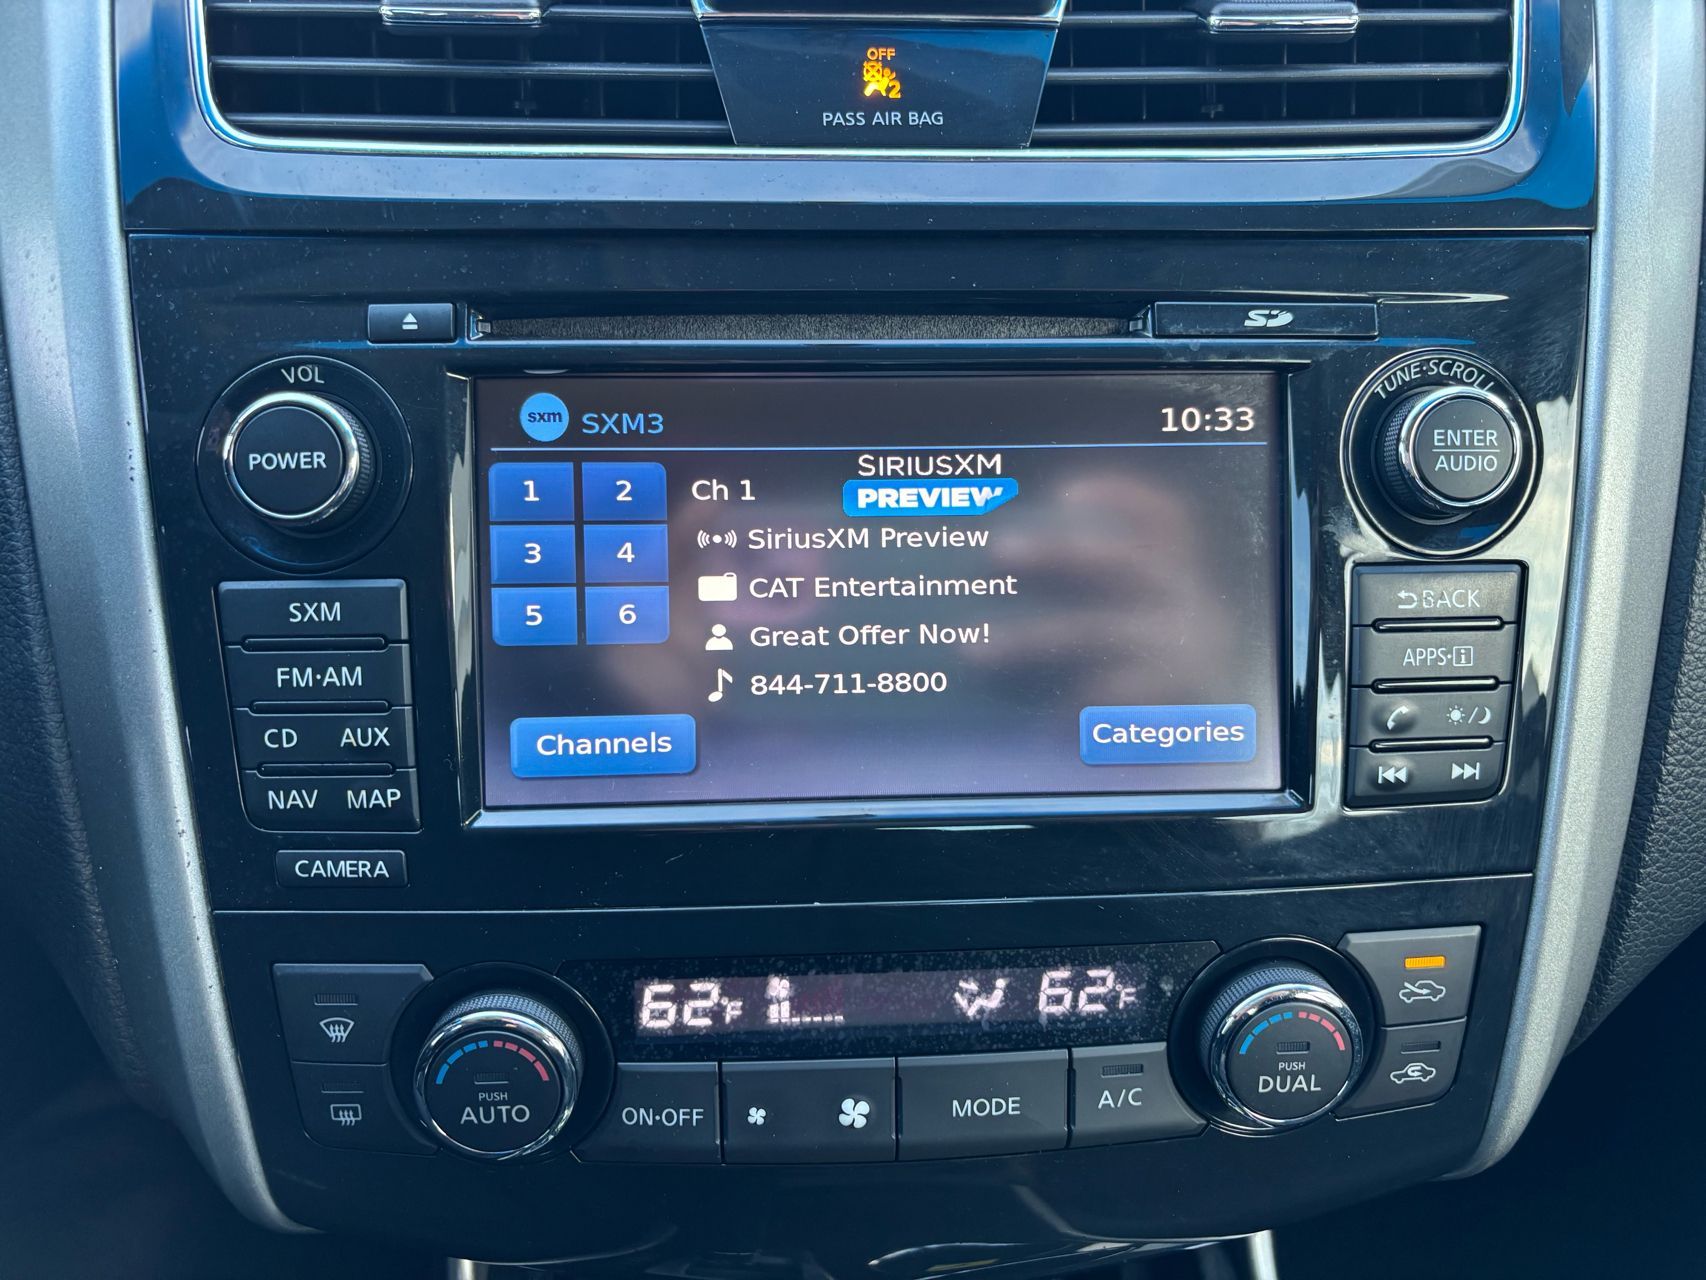 OFF
2
PASS AIR BAG
SD
VOL
POWER
TUNE·SCROLL
ENTER
AUDIO
sxm SXM3 10:33
1 2
3 4
5 6
Ch 1
SIRIUSXM
PREVIEW
SiriusXM Preview
CAT Entertainment
Great Offer Now!
844-711-8800
Channels
Categories
SXM
FM·AM
CD AUX
NAV MAP
CAMERA
BACK
APPS·i
62°F 62°F
PUSH
AUTO
ON·OFF
MODE
A/C
PUSH
DUAL